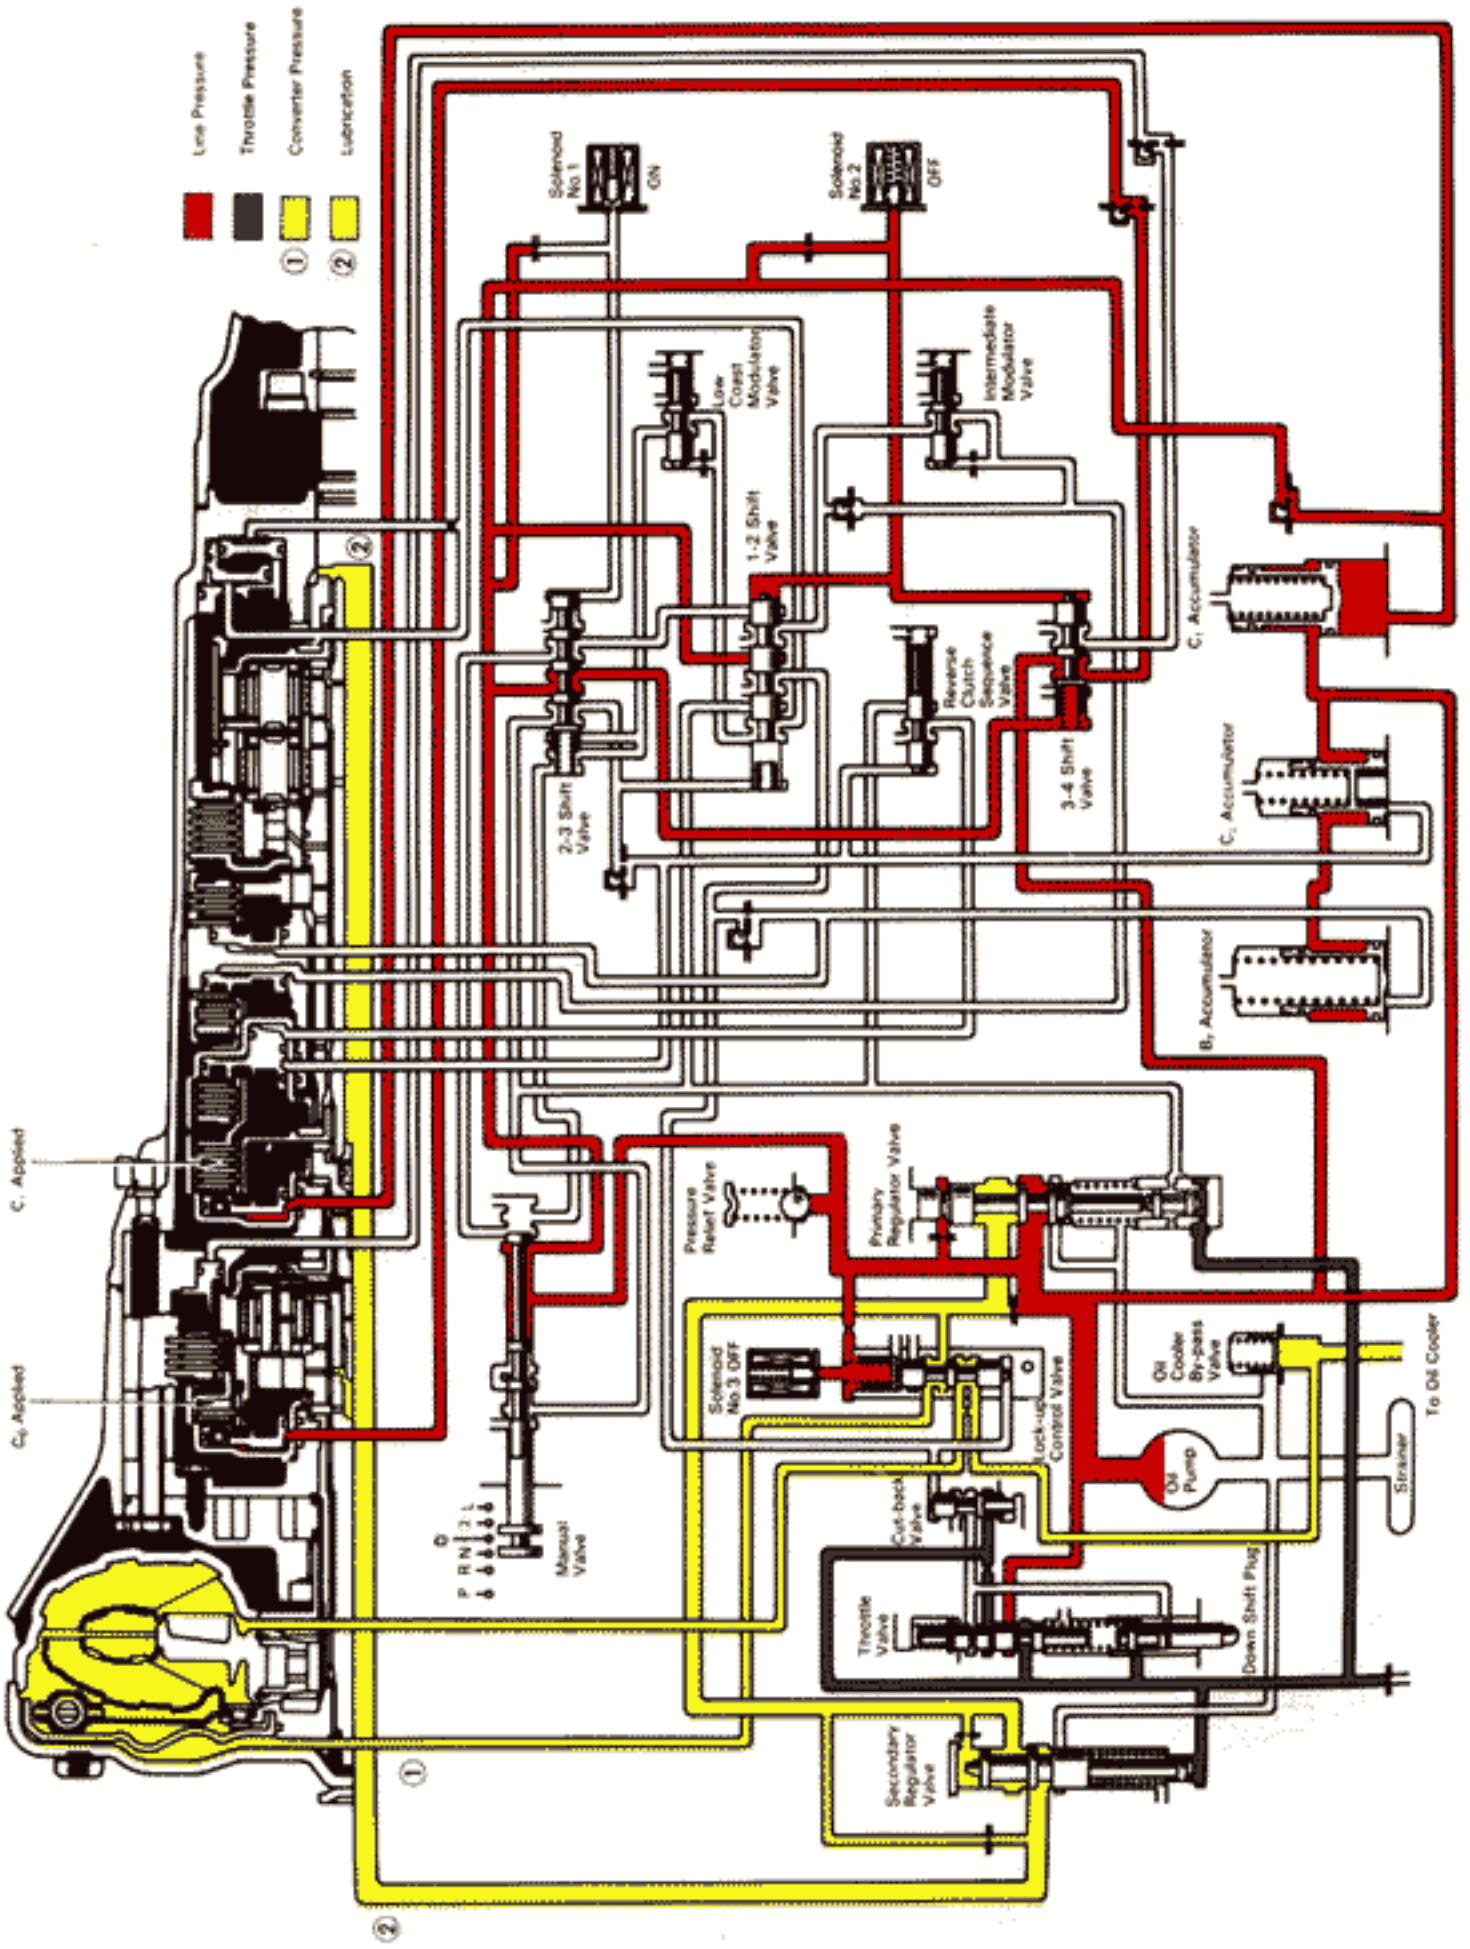 Line Pressure
Throttle Pressure
① Converter Pressure
② Lubrication
C₀ Applied
C₁ Applied
①
②
②
P R N D 2 L
Manual
Valve
Solenoid
No.1
ON
Solenoid
No.2
OFF
Low
Coast
Modulator
Valve
Intermediate
Modulator
Valve
2-3 Shift
Valve
1-2 Shift
Valve
Reverse
Clutch
Sequence
Valve
3-4 Shift
Valve
Pressure
Relief Valve
Primary
Regulator Valve
Solenoid
No.3 OFF
Lock-up
Control Valve
Cut-back
Valve
Throttle
Valve
Down Shift Plug
Secondary
Regulator
Valve
Oil
Cooler
By-pass
Valve
Oil
Pump
Strainer
To Oil Cooler
B₂ Accumulator
C₂ Accumulator
C₁ Accumulator